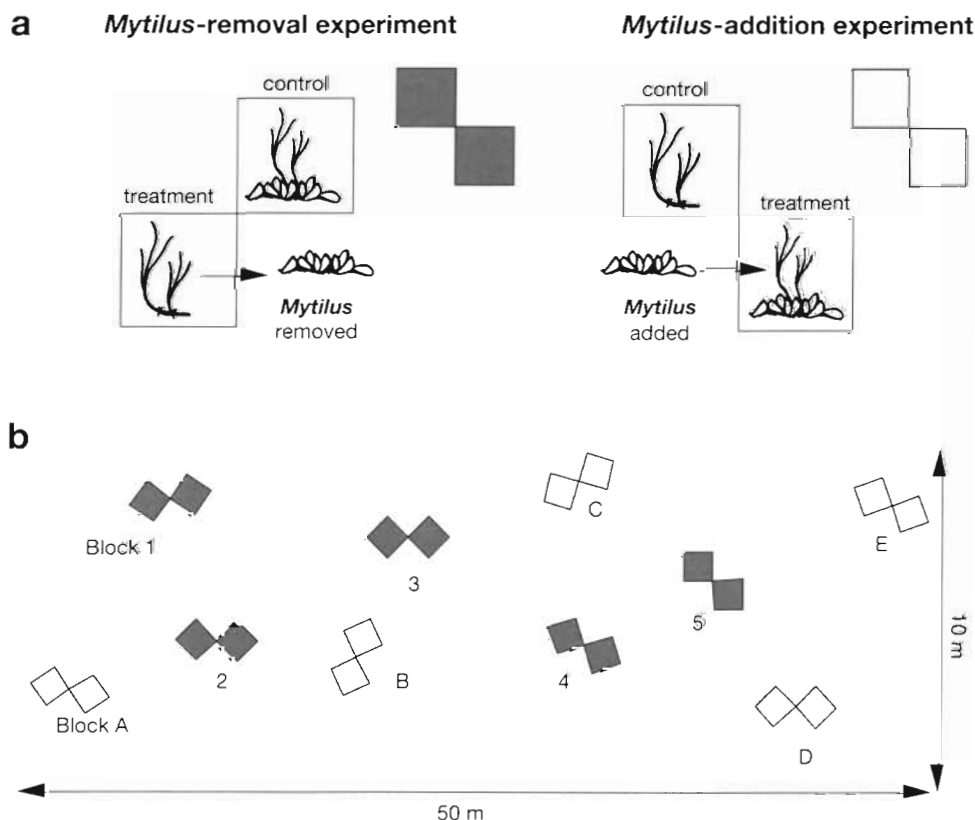 a
Mytilus-removal experiment
control
treatment
Mytilus
removed
Mytilus-addition experiment
control
treatment
Mytilus
added
b
Block 1
3
C
E
5
2
B
4
Block A
D
10 m
50 m